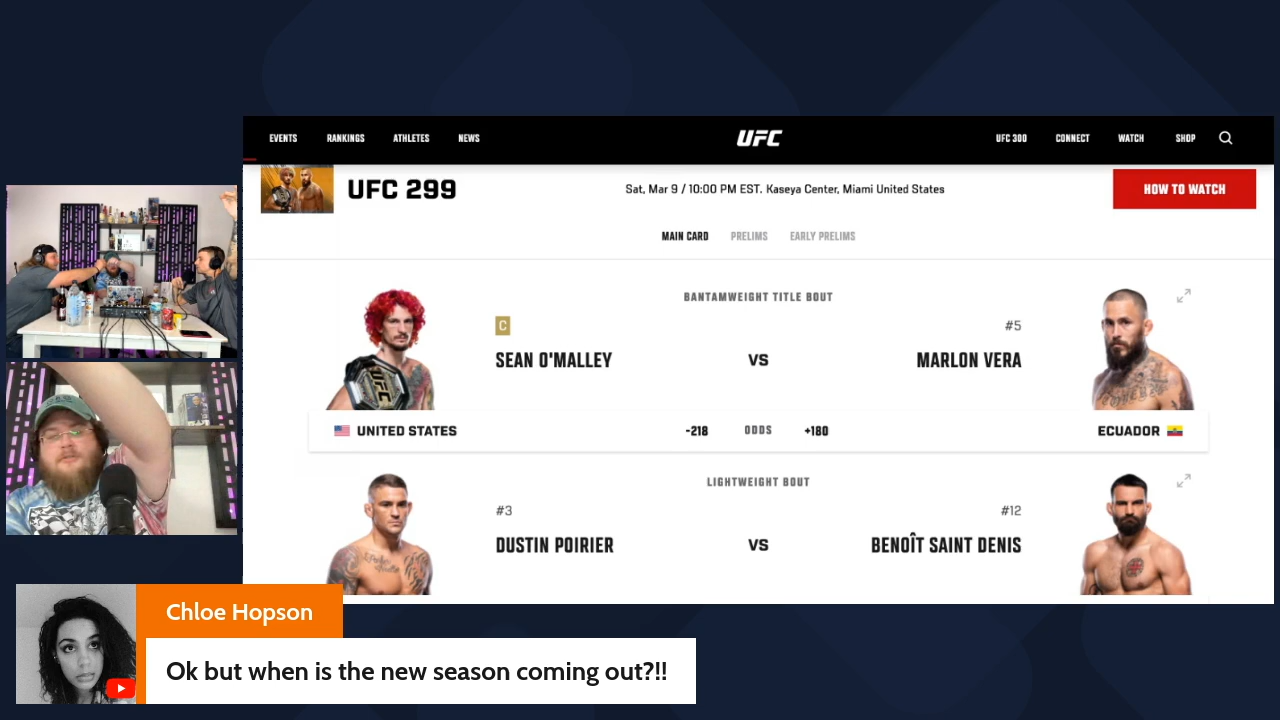 EVENTS RANKINGS ATHLETES NEWS UFC UFC 300 CONNECT WATCH SHOP
UFC 299 Sat, Mar 9 / 10:00 PM EST. Kaseya Center, Miami United States HOW TO WATCH
MAIN CARD PRELIMS EARLY PRELIMS
BANTAMWEIGHT TITLE BOUT
C #5
SEAN O'MALLEY VS MARLON VERA
UNITED STATES -218 ODDS +180 ECUADOR
LIGHTWEIGHT BOUT
#3 #12
DUSTIN POIRIER VS BENOÎT SAINT DENIS
Chloe Hopson
Ok but when is the new season coming out?!!